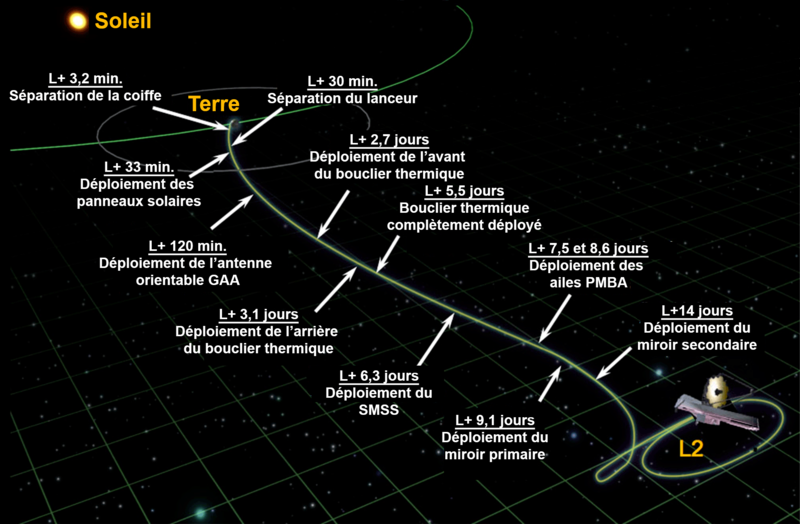 Soleil
L+ 3,2 min.
Séparation de la coiffe
Terre
L+ 30 min.
Séparation du lanceur
L+ 33 min.
Déploiement des
panneaux solaires
L+ 2,7 jours
Déploiement de l'avant
du bouclier thermique
L+ 5,5 jours
Bouclier thermique
complètement déployé
L+ 120 min.
Déploiement de l'antenne
orientable GAA
L+ 7,5 et 8,6 jours
Déploiement des
ailes PMBA
L+ 3,1 jours
Déploiement de l'arrière
du bouclier thermique
L+14 jours
Déploiement du
miroir secondaire
L+ 6,3 jours
Déploiement du
SMSS
L+ 9,1 jours
Déploiement du
miroir primaire
L2